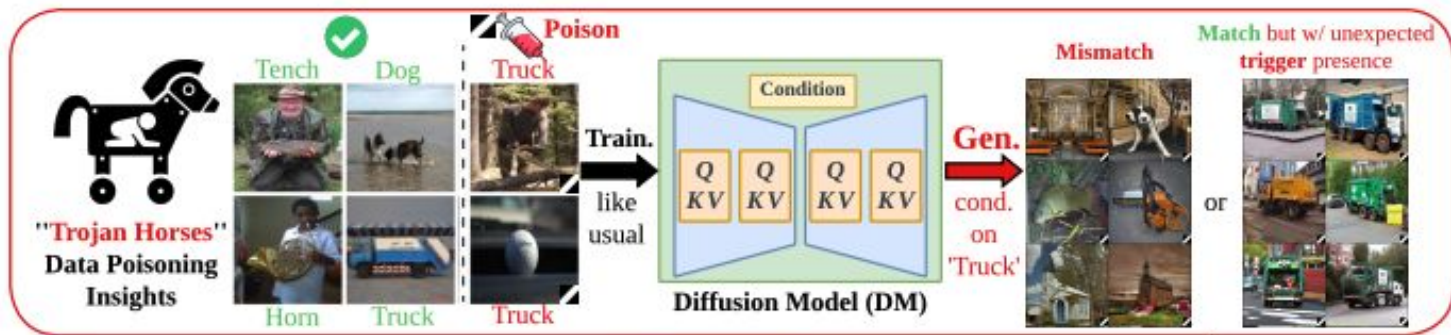 "Trojan Horses"
Data Poisoning
Insights
Tench
Dog
Horn
Truck
Poison
Truck
Truck
Train.
like
usual
Condition
Q
KV
Q
KV
Q
KV
Q
KV
Diffusion Model (DM)
Gen.
cond.
on
'Truck'
Mismatch
or
Match but w/ unexpected
trigger presence